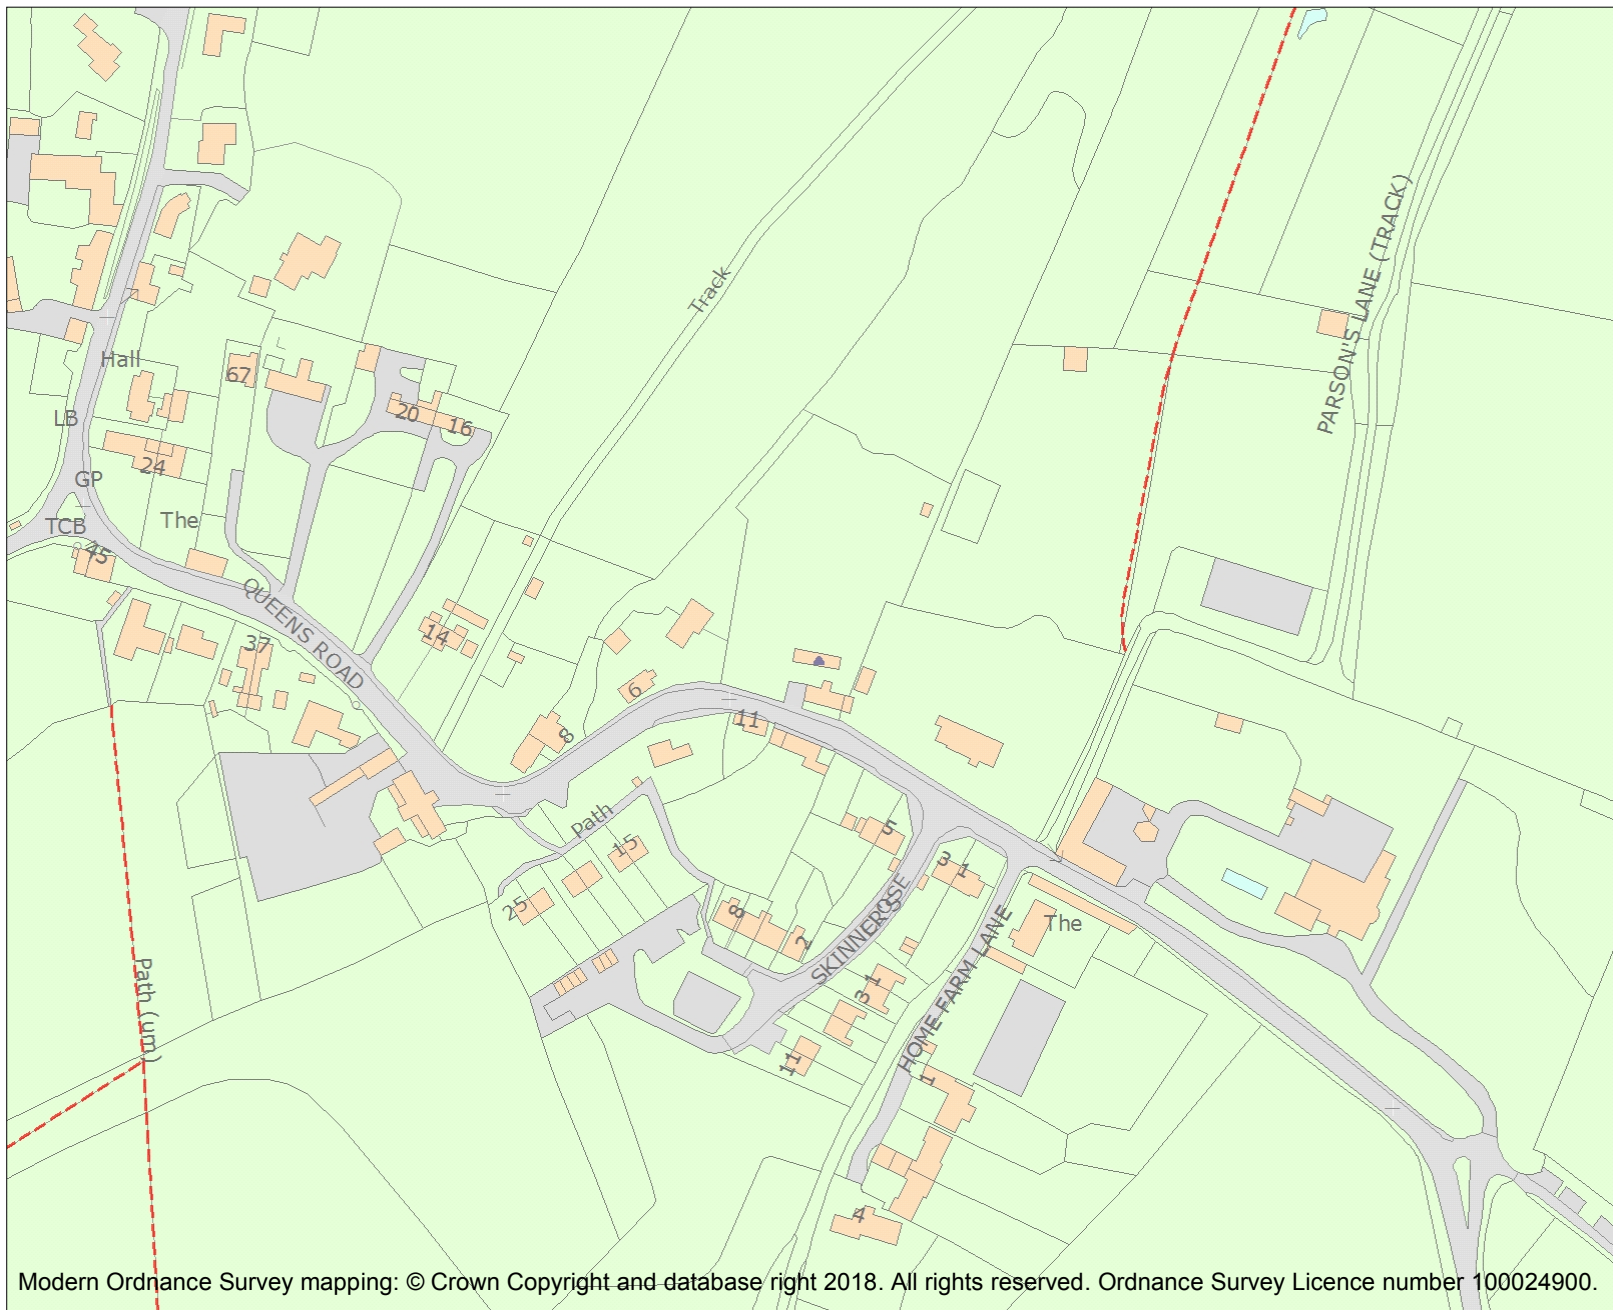 Track
PARSON'S LANE (TRACK)
Hall
67
20
16
LB
24
GP
The
TCB
45
QUEENS ROAD
14
37
6
11
8
Path
15
5
3
1
25
8
2
SKINNER
ROSE
The
HOME FARM LANE
1
3
Path (um)
11
1
4
Modern Ordnance Survey mapping: © Crown Copyright and database right 2018. All rights reserved. Ordnance Survey Licence number 100024900.